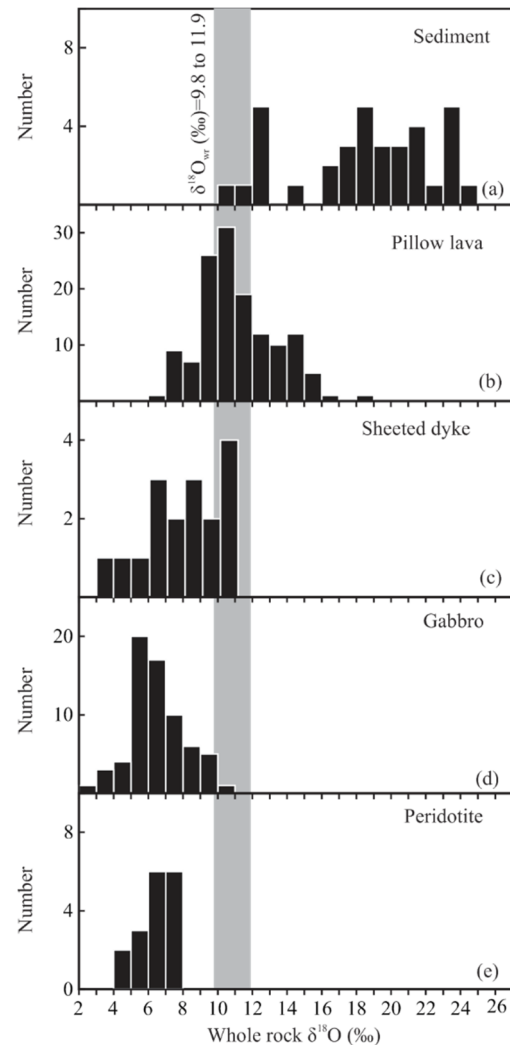 Number
8
4
δ¹⁸Owr (‰)=9.8 to 11.9
Sediment
(a)
Number
30
20
10
Pillow lava
(b)
Number
4
2
Sheeted dyke
(c)
Number
20
10
Gabbro
(d)
Number
8
4
0
Peridotite
(e)
2 4 6 8 10 12 14 16 18 20 22 24 26
Whole rock δ¹⁸O (‰)